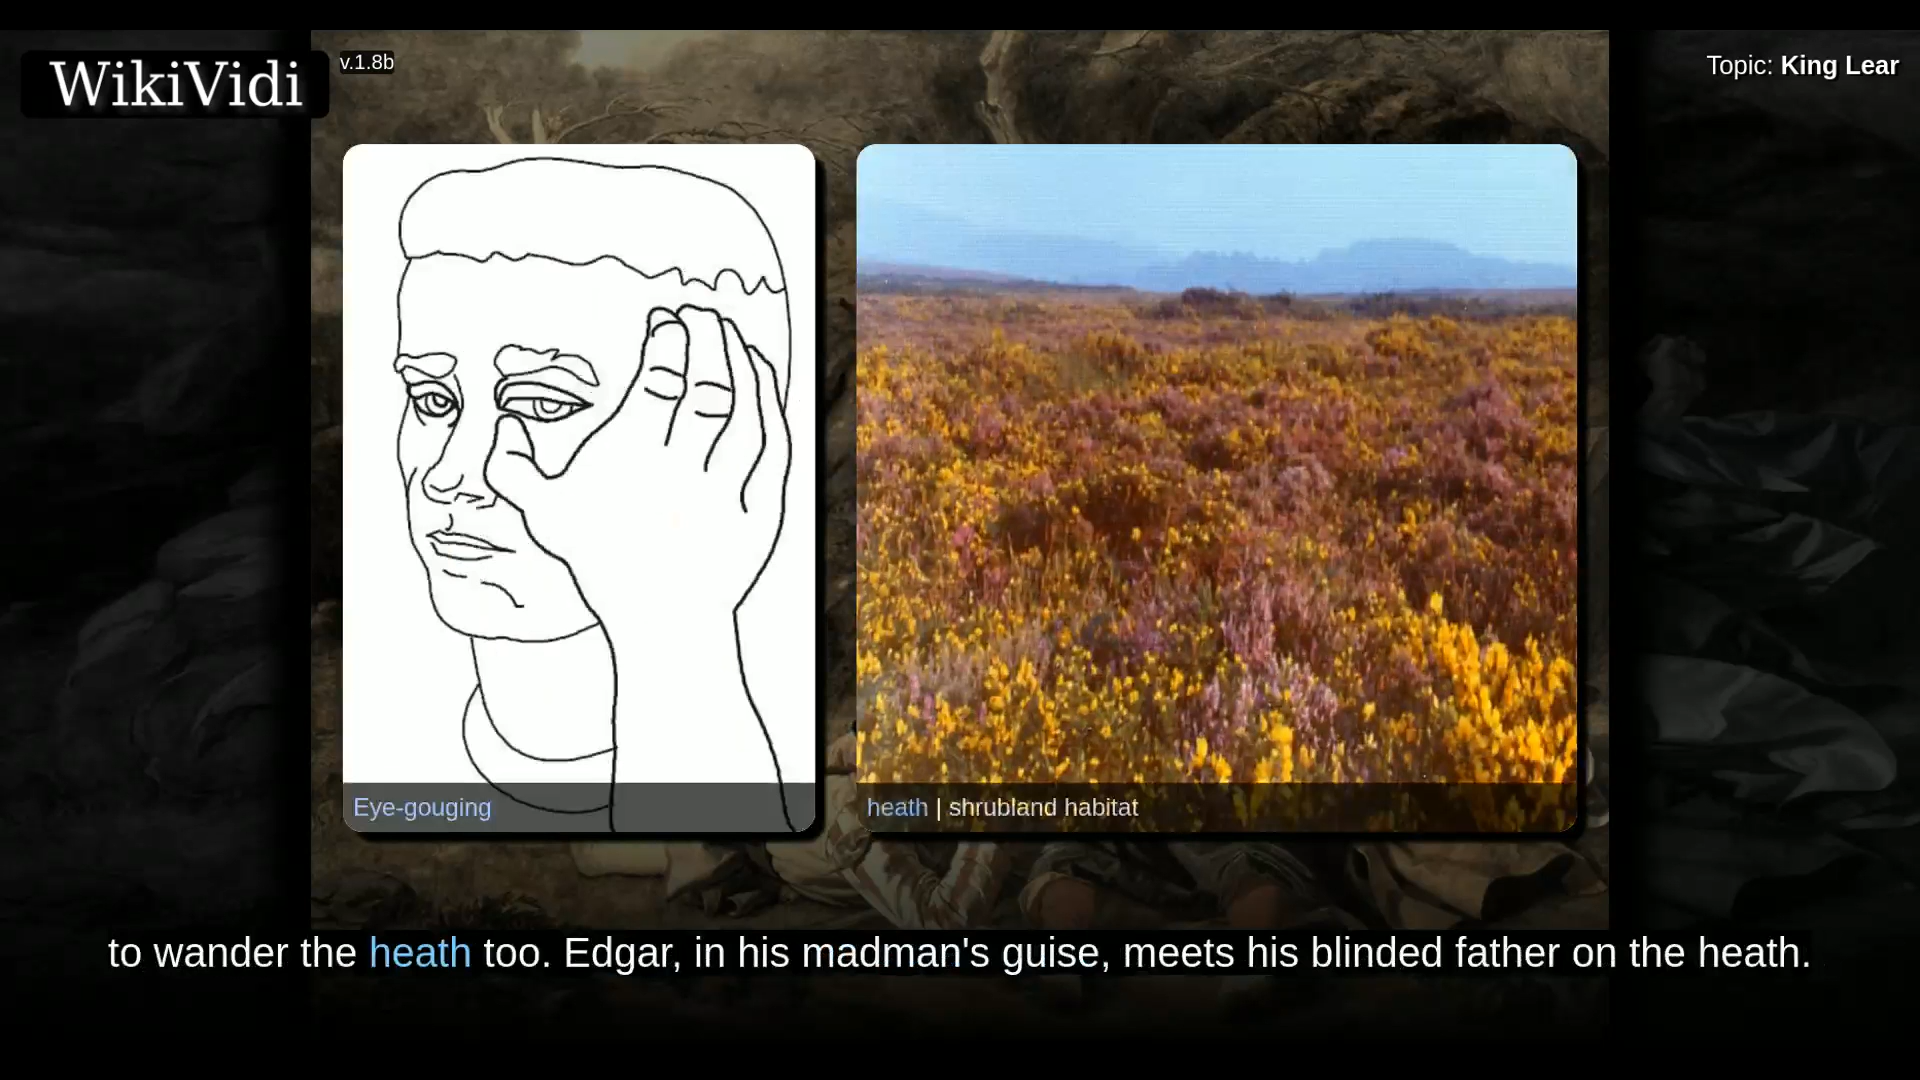 WikiVidi
v.1.8b
Topic: King Lear
Eye-gouging
heath | shrubland habitat
to wander the heath too. Edgar, in his madman's guise, meets his blinded father on the heath.